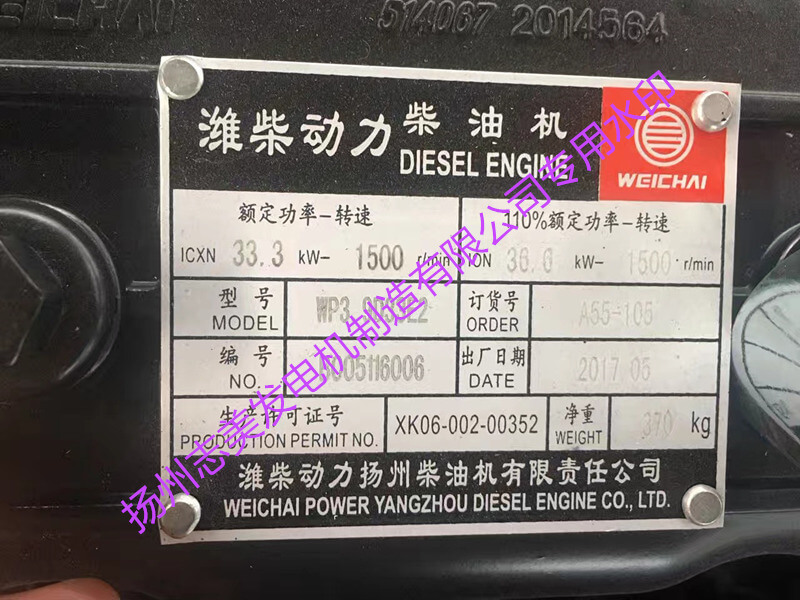 514067 2014564
潍柴动力 柴油机
DIESEL ENGINE
WEICHAI
额定功率-转速
110%额定功率-转速
ICXN 33.3 kW- 1500 r/min
ION 36.6 kW- 1500 r/min
型号
MODEL
订货号
ORDER
A55-105
编号
NO.
出厂日期
DATE
2017 05
生产许可证号
PRODUCTION PERMIT NO.
XK06-002-00352
净重
WEIGHT
370 kg
潍柴动力扬州柴油机有限责任公司
WEICHAI POWER YANGZHOU DIESEL ENGINE CO., LTD.
扬州志美发电机制造有限公司专用水印